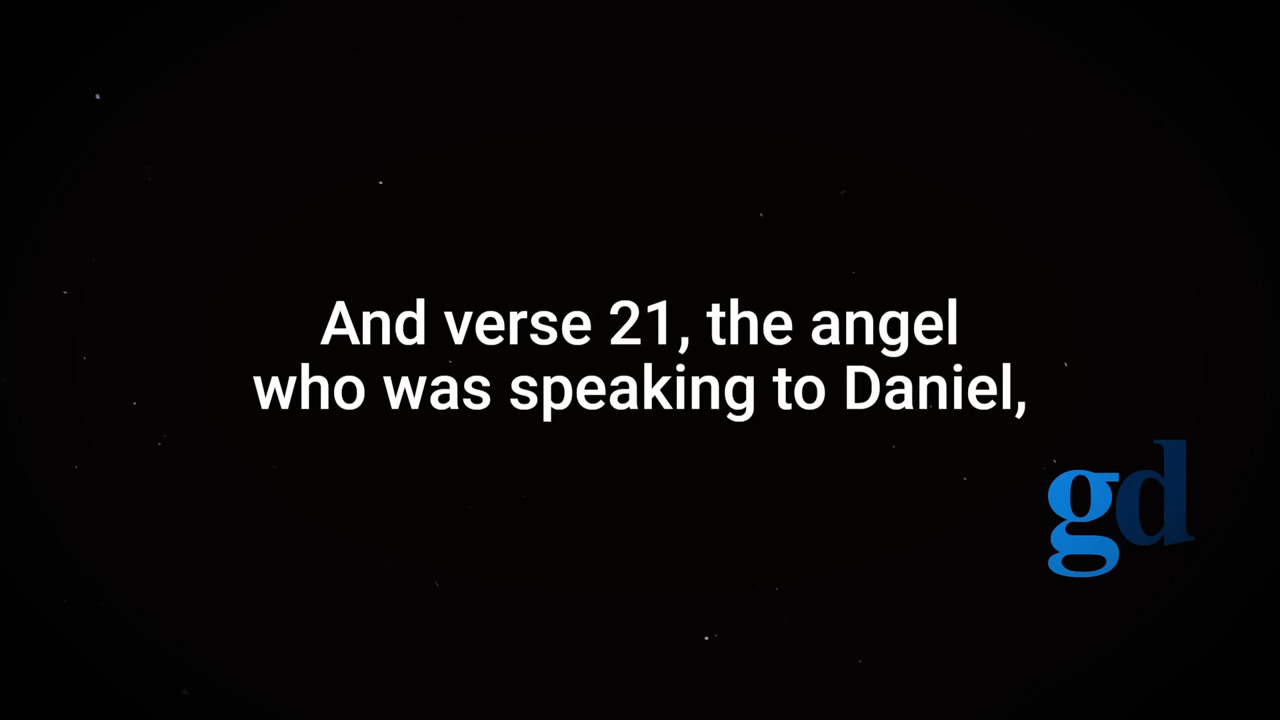 And verse 21, the angel
who was speaking to Daniel,
gd